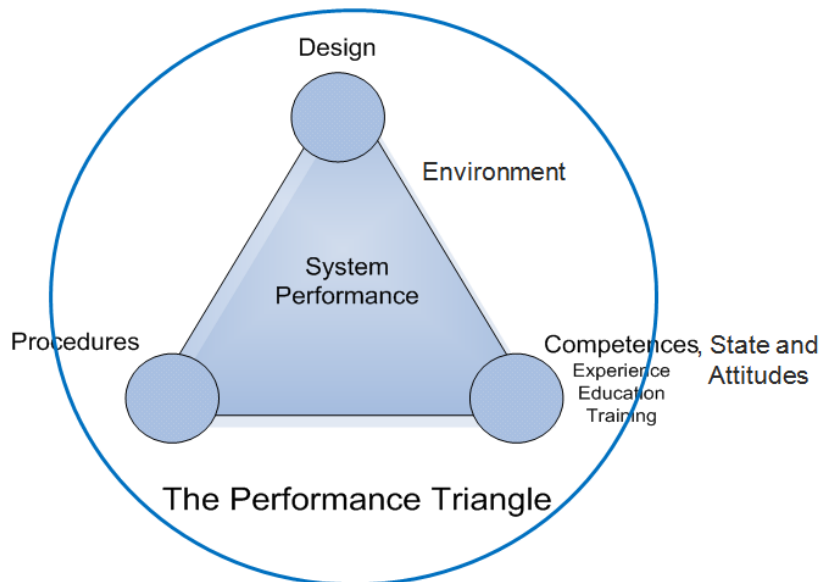 Design
Environment
System
Performance
Procedures
Competences, State and
Attitudes
Experience
Education
Training
The Performance Triangle